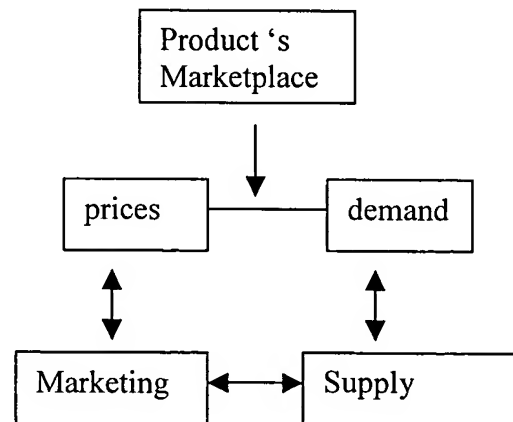 Product ‘s
Marketplace
prices
demand
Marketing
Supply